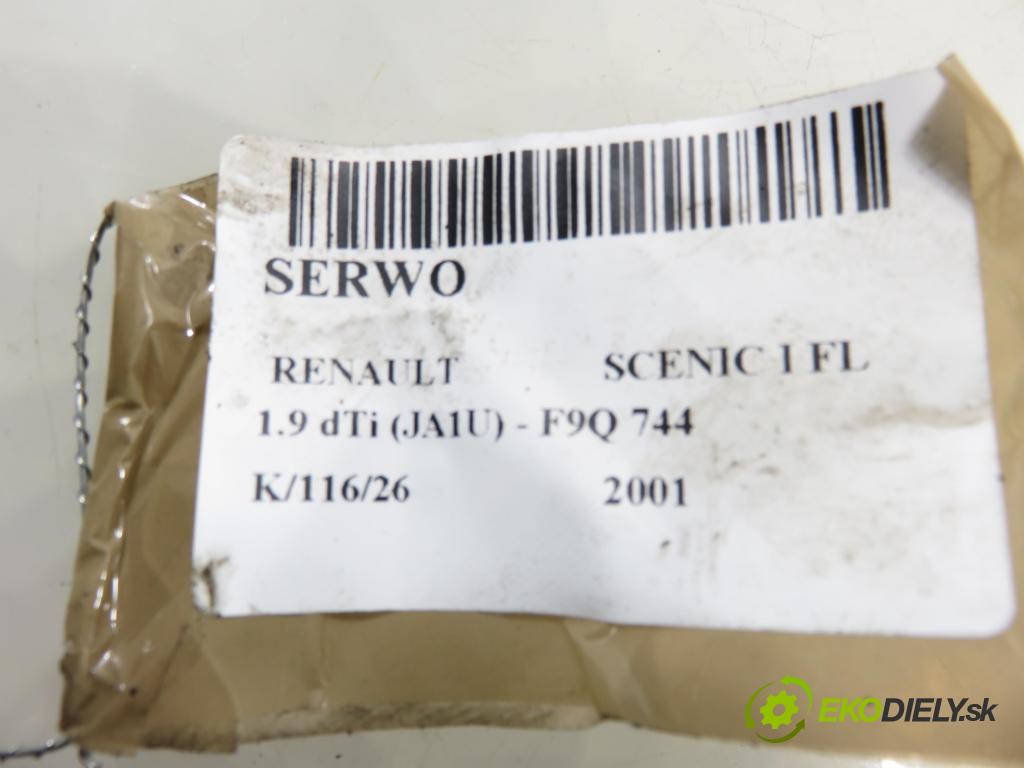 SERWO
RENAULT SCENIC I FL
1.9 dTi (JA1U) - F9Q 744
K/116/26 2001
EKODIELY.sk